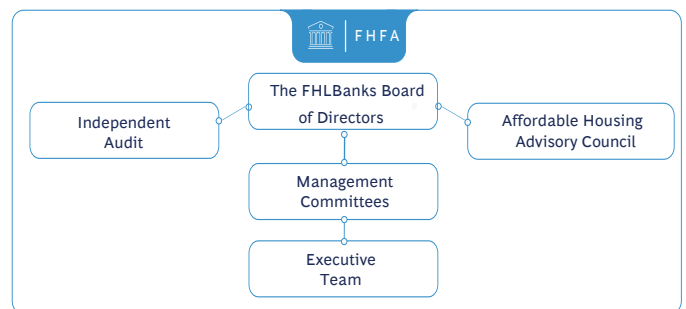 FHFA
The FHLBanks Board
of Directors
Independent
Audit
Affordable Housing
Advisory Council
Management
Committees
Executive
Team